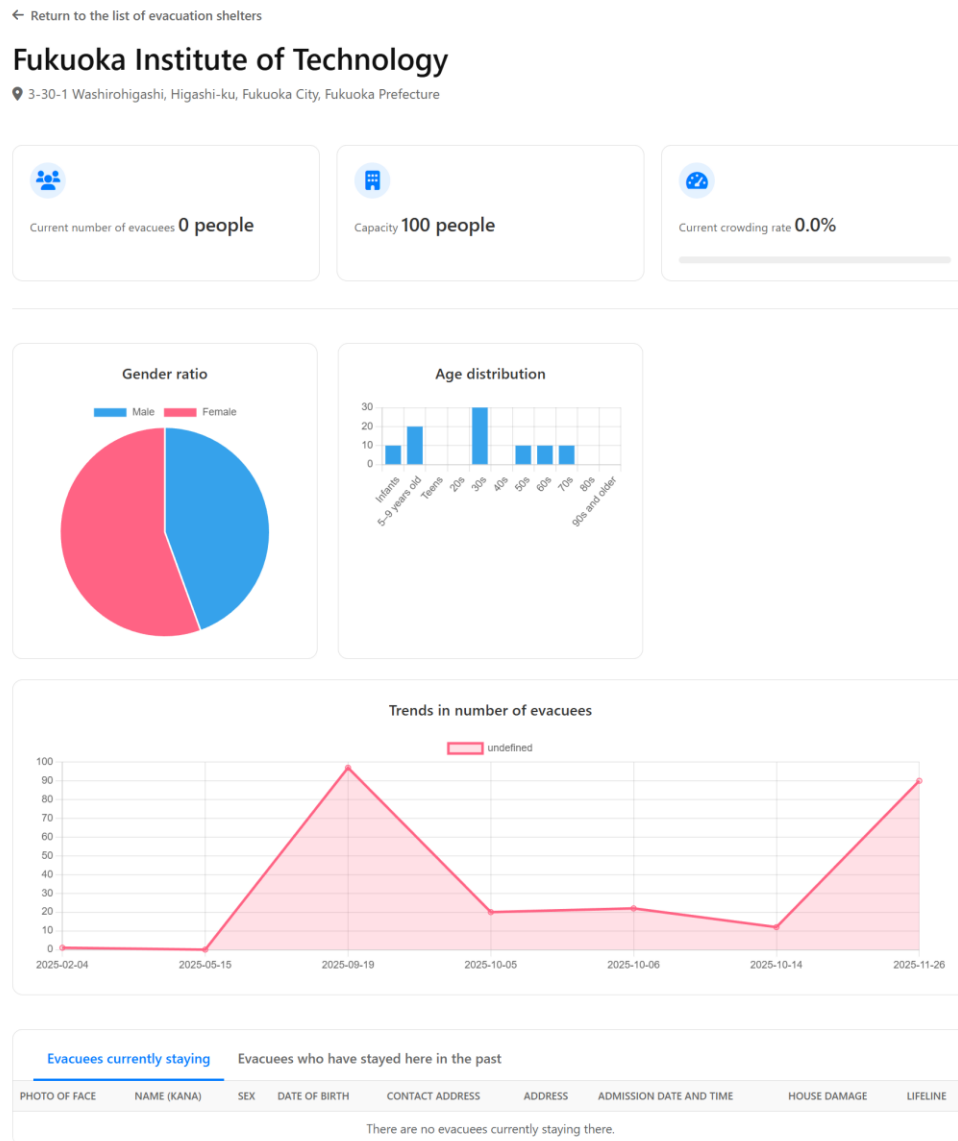 Return to the list of evacuation shelters
Fukuoka Institute of Technology
3-30-1 Washirohigashi, Higashi-ku, Fukuoka City, Fukuoka Prefecture
Current number of evacuees 0 people
Capacity 100 people
Current crowding rate 0.0%
Gender ratio
Male Female
Age distribution
30
20
10
0
Infants
5–9 years old
Teens
20s
30s
40s
50s
60s
70s
80s
90s and older
Trends in number of evacuees
undefined
100
90
80
70
60
50
40
30
20
10
0
2025-02-04 2025-05-15 2025-09-19 2025-10-05 2025-10-06 2025-10-14 2025-11-26
Evacuees currently staying Evacuees who have stayed here in the past
PHOTO OF FACE NAME (KANA) SEX DATE OF BIRTH CONTACT ADDRESS ADDRESS ADMISSION DATE AND TIME HOUSE DAMAGE LIFELINE
There are no evacuees currently staying there.